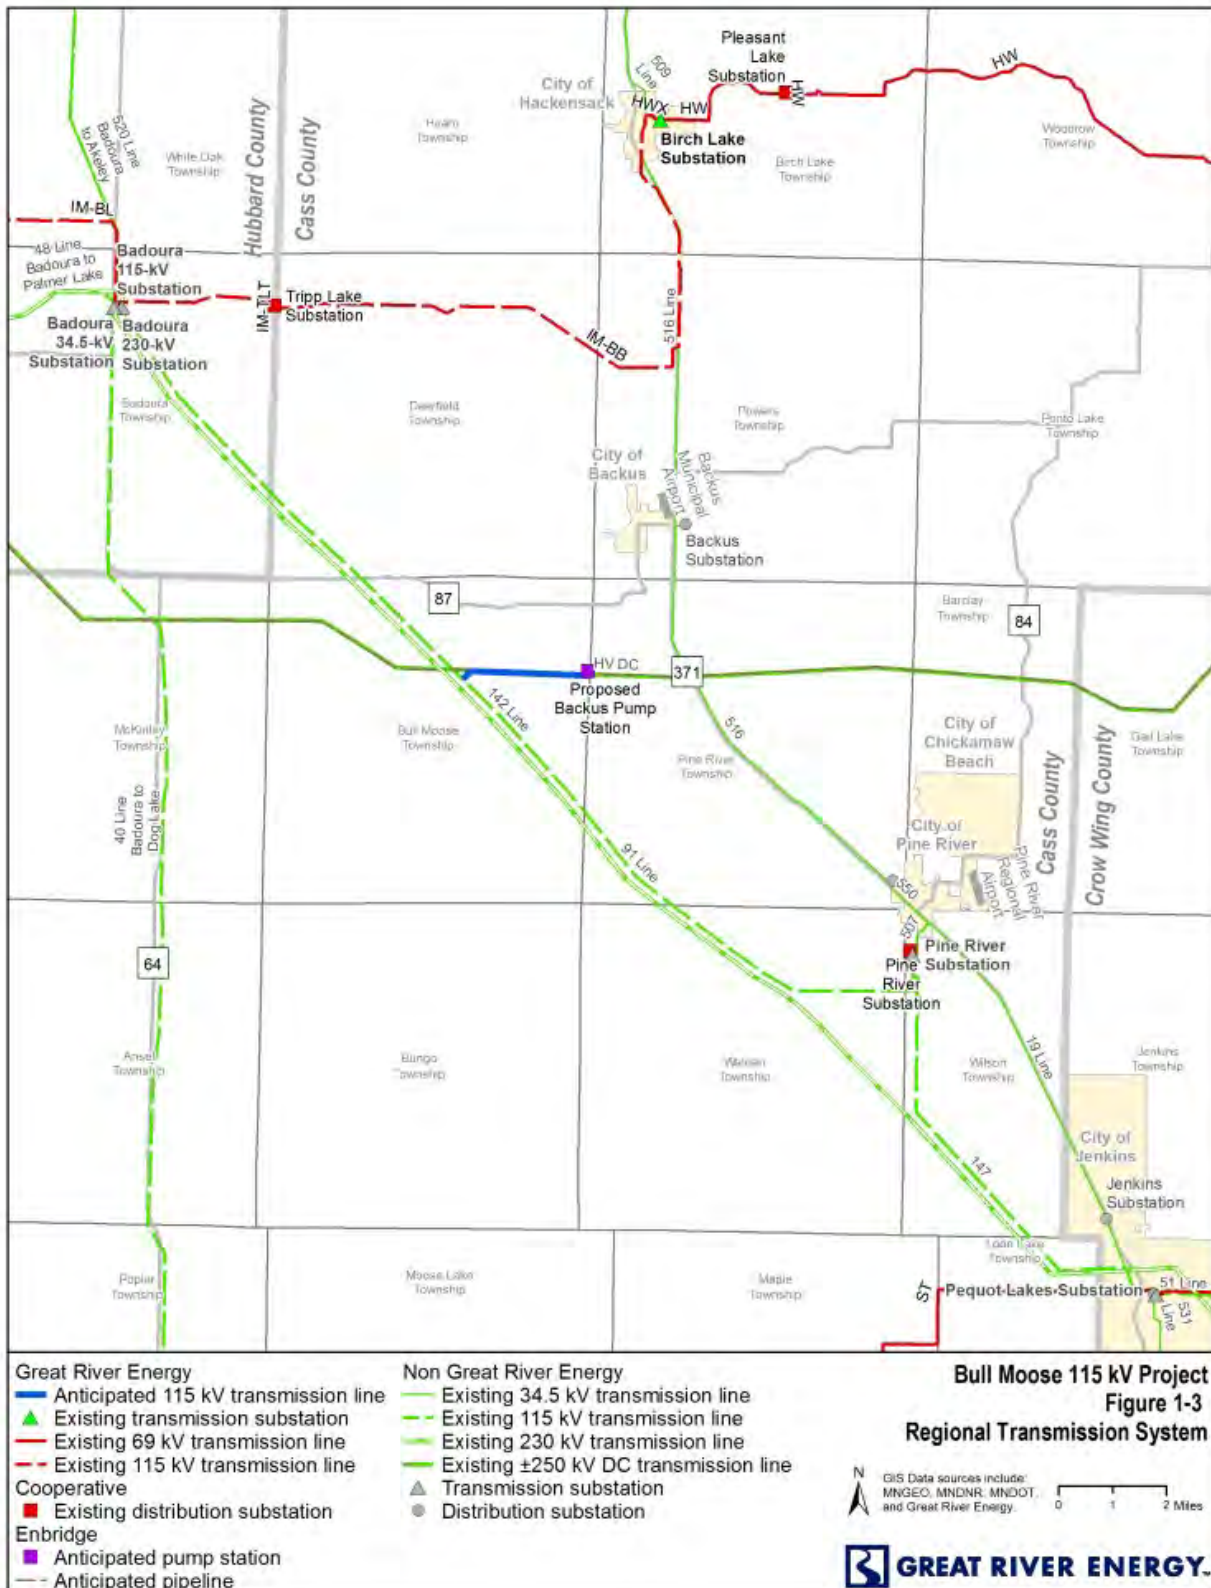 Pleasant
Lake
Substation
HW
509
Line
HWX
HW
HW
City of
Hackensack
Birch Lake
Substation
Birch Lake
Township
Woodrow
Township
Hiram
Township
White Oak
Township
520 Line
Badoura
to Akeley
Hubbard County
Cass County
IM-BL
48 Line
Badoura to
Palmer Lake
Badoura
115-kV
Substation
IM-TLT
Tripp Lake
Substation
516 Line
IM-BB
Badoura
34.5-kV
Substation
Badoura
230-kV
Substation
Badoura
Township
Deerfield
Township
Powers
Township
Ponto Lake
Township
City of
Backus
Backus
Municipal
Airport
Backus
Substation
87
Barclay
Township
84
HV DC
371
Proposed
Backus Pump
Station
142 Line
516
McKinley
Township
Bull Moose
Township
Pine River
Township
City of
Chickamaw
Beach
Gail Lake
Township
Cass County
Crow Wing County
40 Line
Badoura to
Dog Lake
91 Line
City of
Pine River
Pine River
Regional
Airport
550
507
64
Pine River
Substation
Pine
River
Substation
19 Line
Ansel
Township
Bungo
Township
Township
Wilson
Township
Jenkins
Township
City of
Jenkins
147
Jenkins
Substation
Loon Lake
Township
Poplar
Township
Moose Lake
Township
Maple
Township
ST
Pequot Lakes Substation
51 Line
531
Line
Great River Energy
Anticipated 115 kV transmission line
Existing transmission substation
Existing 69 kV transmission line
Existing 115 kV transmission line
Cooperative
Existing distribution substation
Enbridge
Anticipated pump station
Anticipated pipeline
Non Great River Energy
Existing 34.5 kV transmission line
Existing 115 kV transmission line
Existing 230 kV transmission line
Existing ±250 kV DC transmission line
Transmission substation
Distribution substation
Bull Moose 115 kV Project
Figure 1-3
Regional Transmission System
N
GIS Data sources include:
MNGEO, MNDNR, MNDOT,
and Great River Energy.
0 1 2 Miles
GREAT RIVER ENERGY